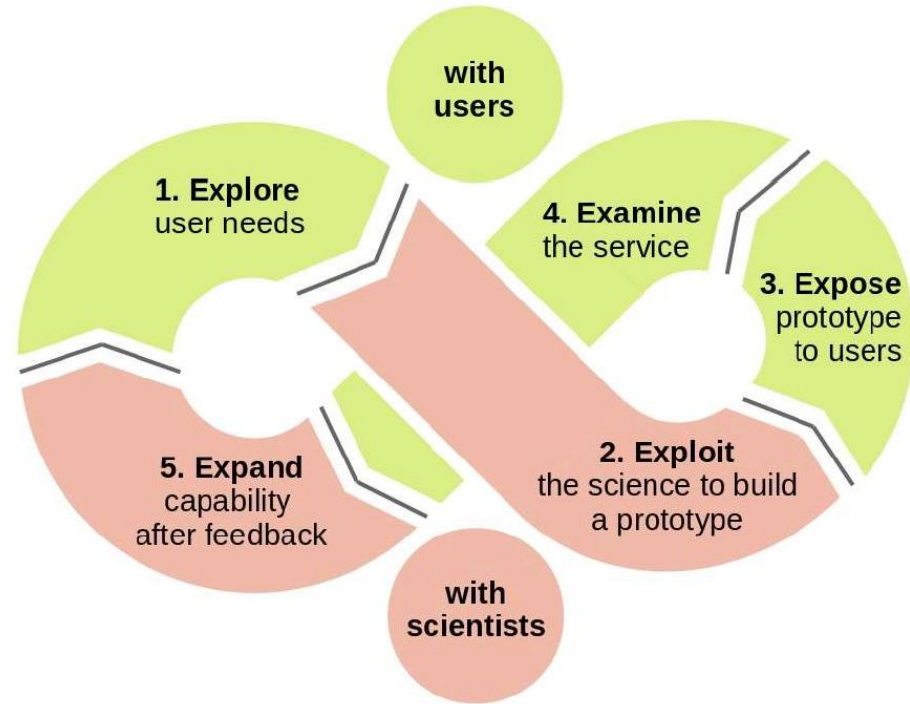 with
users
1. Explore
user needs
4. Examine
the service
3. Expose
prototype
to users
2. Exploit
the science to build
a prototype
5. Expand
capability
after feedback
with
scientists